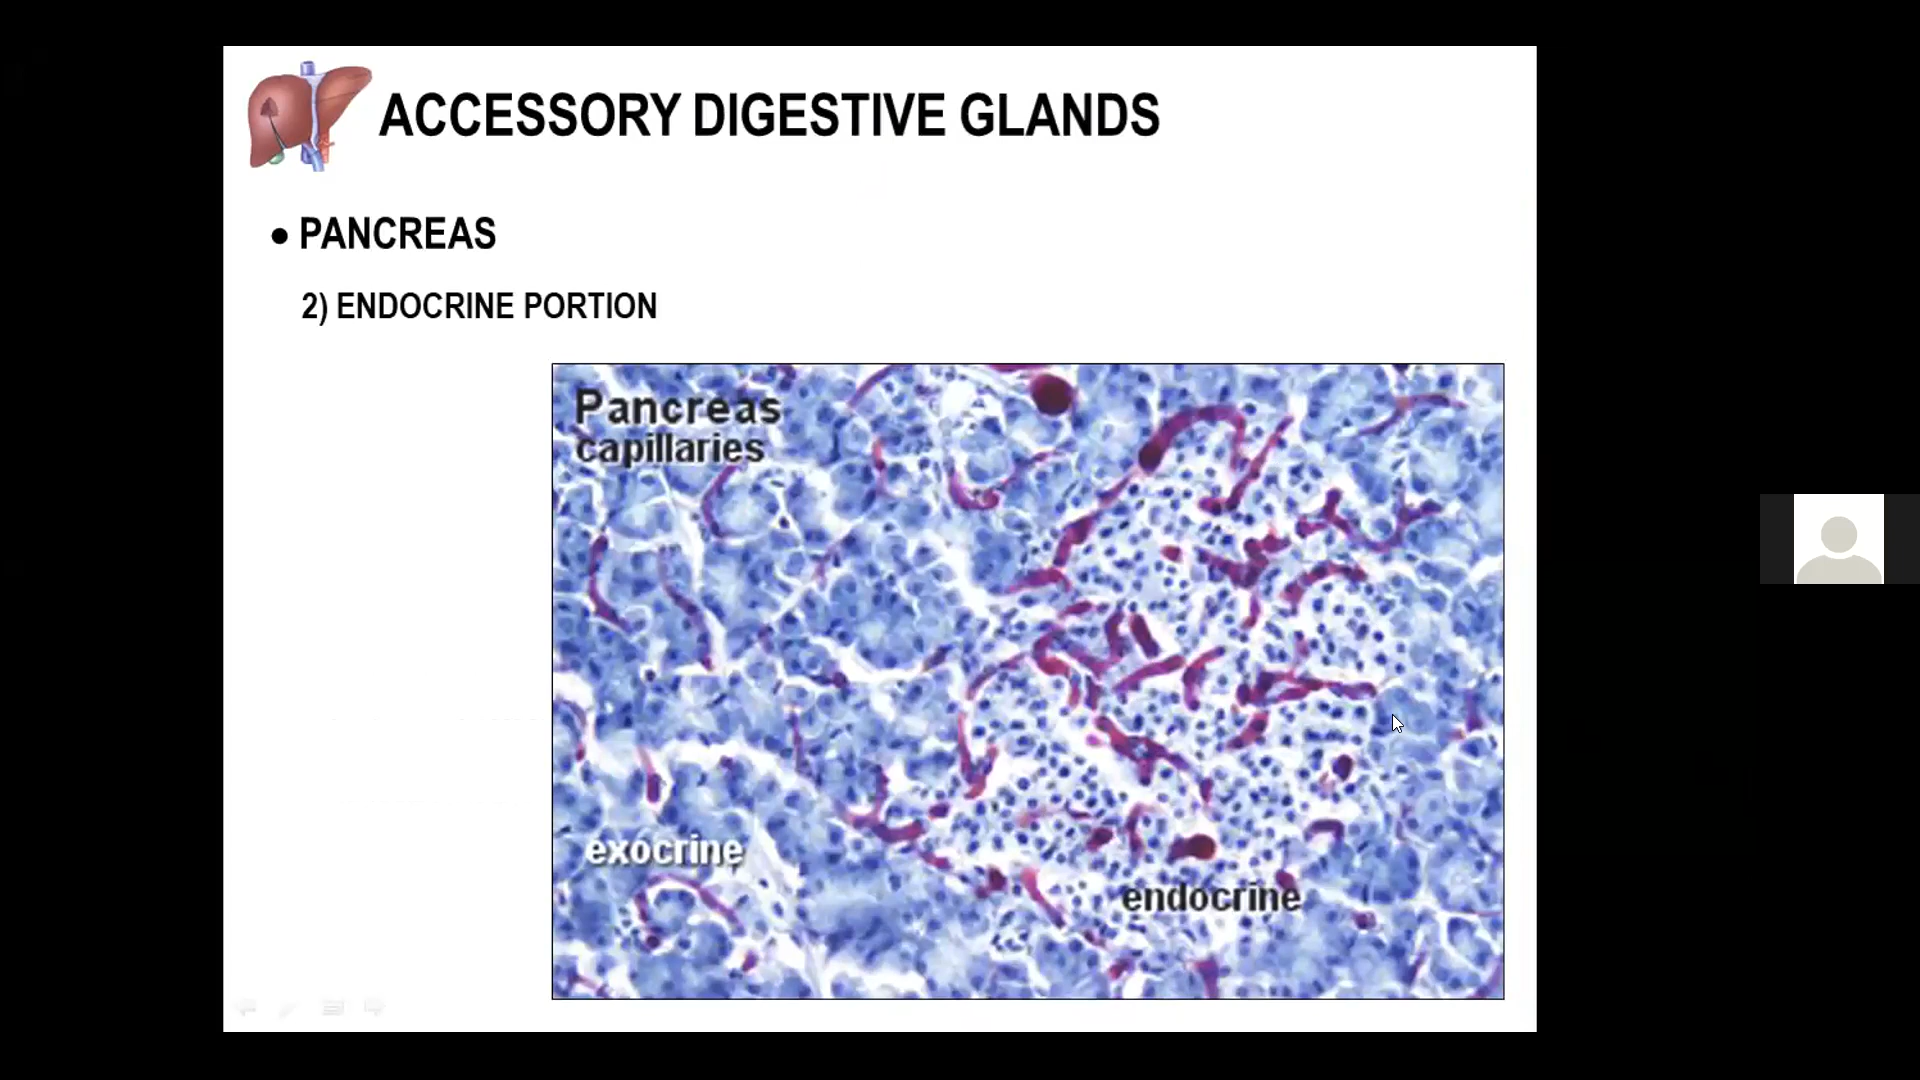 ACCESSORY DIGESTIVE GLANDS
• PANCREAS
2) ENDOCRINE PORTION
Pancreas
capillaries
exocrine
endocrine